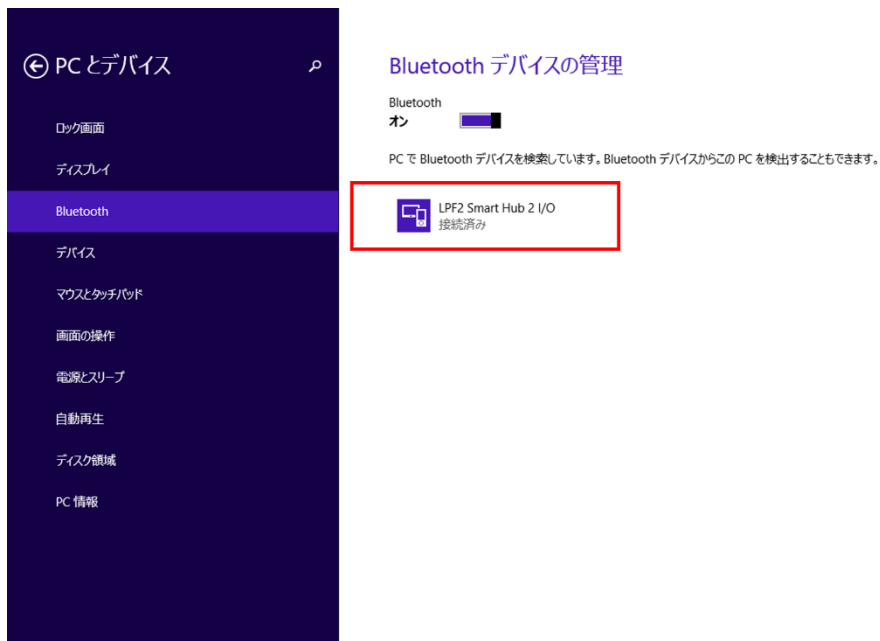 PC とデバイス
ロック画面
ディスプレイ
Bluetooth
デバイス
マウスとタッチパッド
画面の操作
電源とスリープ
自動再生
ディスク領域
PC 情報
Bluetooth デバイスの管理
Bluetooth
オン
PC で Bluetooth デバイスを検索しています。Bluetooth デバイスからこの PC を検出することもできます。
LPF2 Smart Hub 2 I/O
接続済み